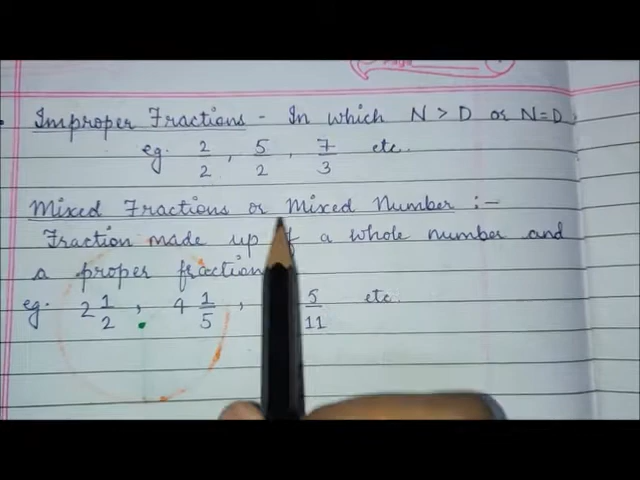 Improper Fractions - In which N > D or N=D.
eg. 2/2, 5/2, 7/3 etc.
Mixed Fractions or Mixed Number :-
Fraction made up a whole number and
a proper fraction
eg. 2 1/2, 4 1/5, 5/11 etc.